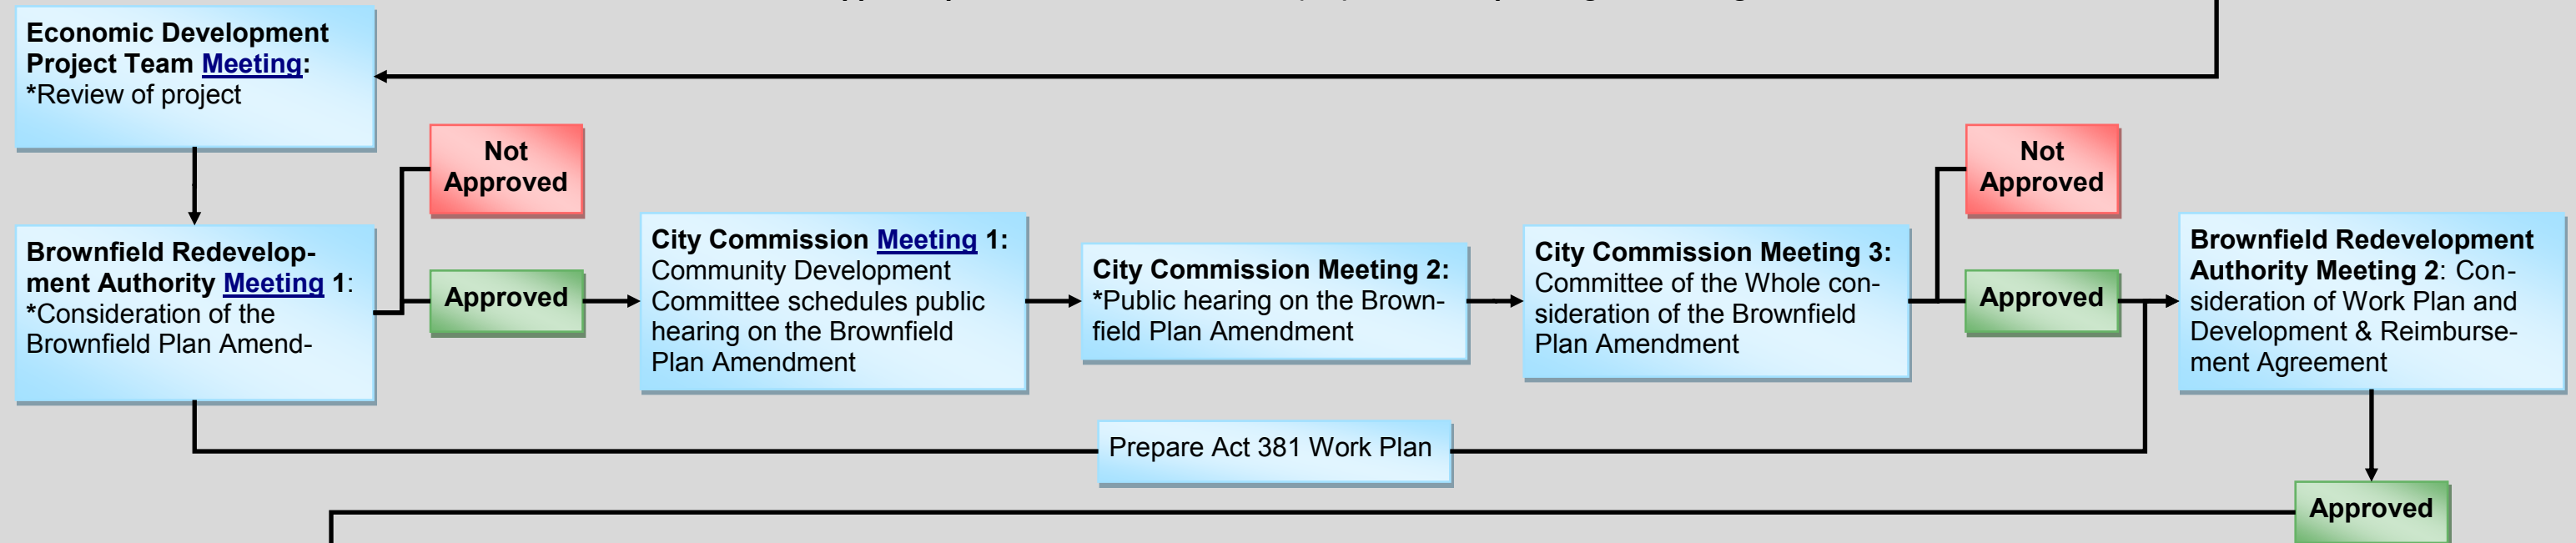 Economic Development
Project Team Meeting:
*Review of project
Not
Approved
Brownfield Redevelop-
ment Authority Meeting 1:
*Consideration of the
Brownfield Plan Amend-
Approved
City Commission Meeting 1:
Community Development
Committee schedules public
hearing on the Brownfield
Plan Amendment
City Commission Meeting 2:
*Public hearing on the Brown-
field Plan Amendment
City Commission Meeting 3:
Committee of the Whole con-
sideration of the Brownfield
Plan Amendment
Not
Approved
Approved
Brownfield Redevelopment
Authority Meeting 2: Con-
sideration of Work Plan and
Development & Reimburse-
ment Agreement
Prepare Act 381 Work Plan
Approved